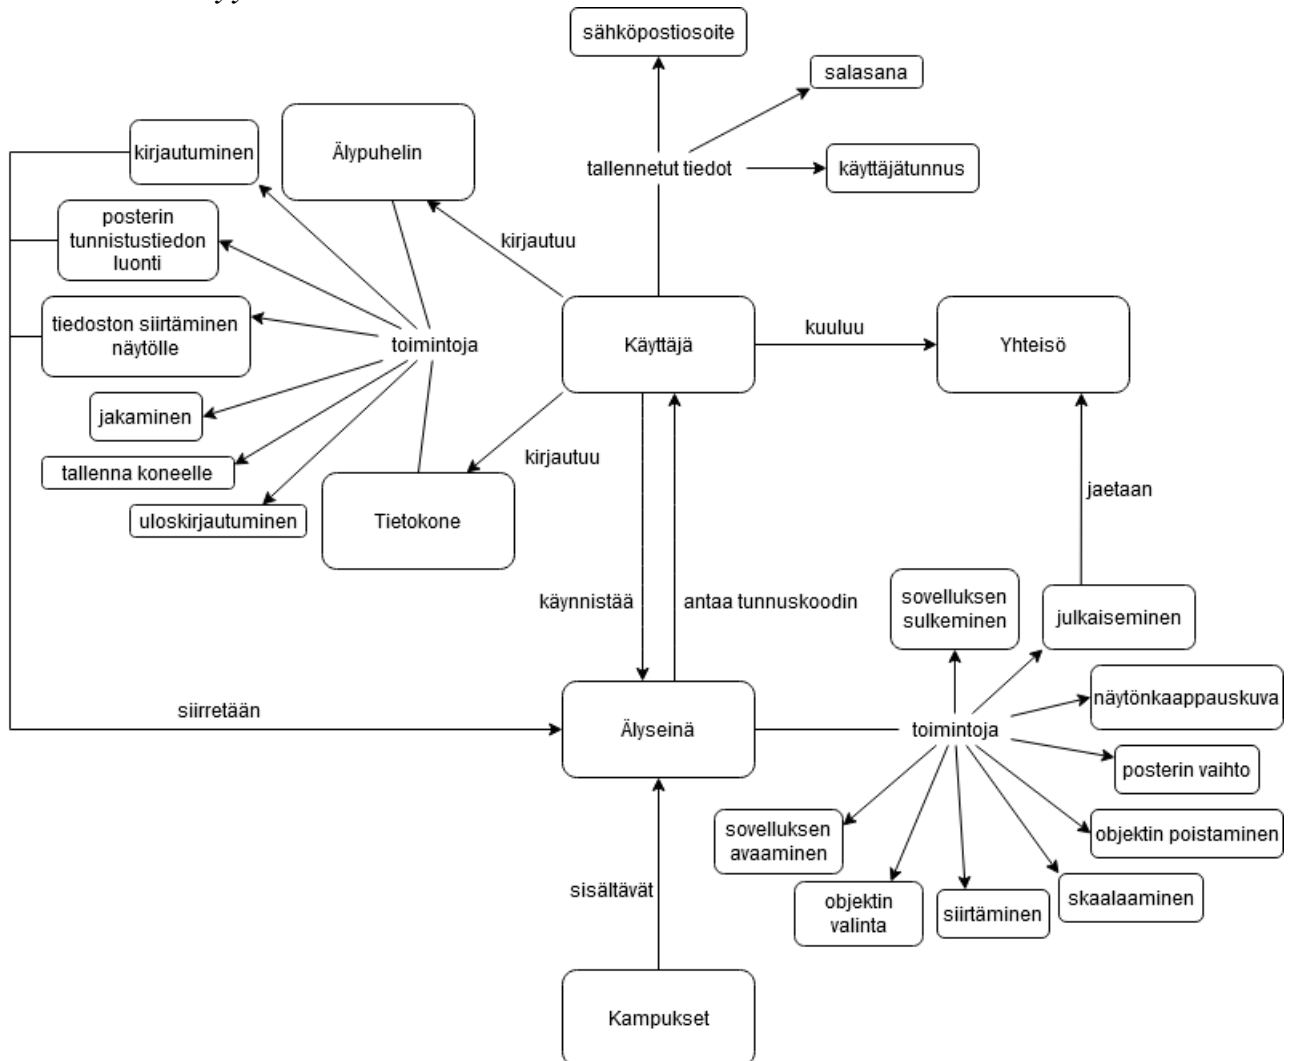 sähköpostiosoite
salasana
tallennetut tiedot
käyttäjätunnus
kirjautuminen
Älypuhelin
posterin
tunnistustiedon
luonti
kirjautuu
tiedoston siirtäminen
näytölle
toimintoja
Käyttäjä
kuuluu
Yhteisö
jakaminen
tallenna koneelle
kirjautuu
uloskirjautuminen
Tietokone
jaetaan
käynnistää
antaa tunnuskoodin
sovelluksen
sulkeminen
julkaiseminen
siirretään
Älyseinä
toimintoja
näytönkaappauskuva
posterin vaihto
sovelluksen
avaaminen
objektin poistaminen
sisältävät
objektin
valinta
siirtäminen
skaalaaminen
Kampukset